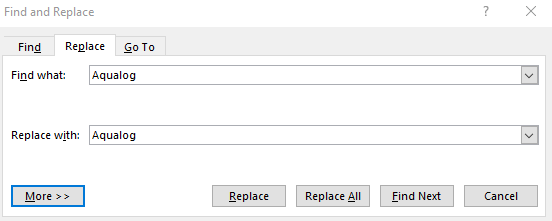 Find and Replace ? ×
Find Replace Go To
Find what: Aqualog
Replace with: Aqualog
More >> Replace Replace All Find Next Cancel